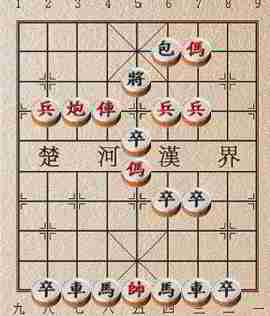 1 2 3 4 5 6 7 8 9
包 傌
將
兵 炮 俥 兵 兵
卒
楚 河 漢 界
傌
卒 卒
卒 車 馬 帥 馬 車 卒
九 八 七 六 五 四 三 二 一